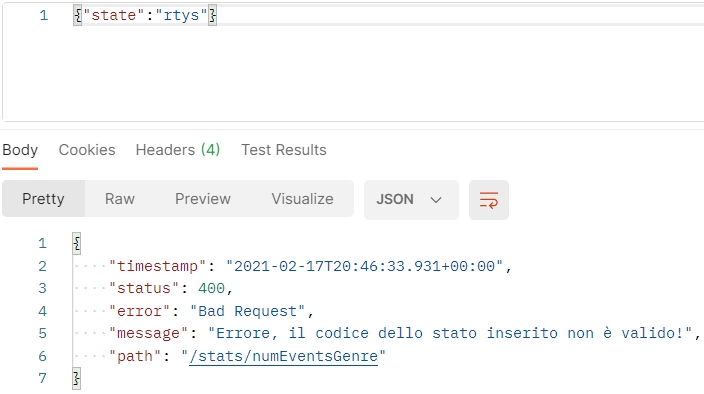 1 {"state":"rtys"}
Body Cookies Headers (4) Test Results
Pretty Raw Preview Visualize JSON
1 {
2 "timestamp": "2021-02-17T20:46:33.931+00:00",
3 "status": 400,
4 "error": "Bad Request",
5 "message": "Errore, il codice dello stato inserito non è valido!",
6 "path": "/stats/numEventsGenre"
7 }